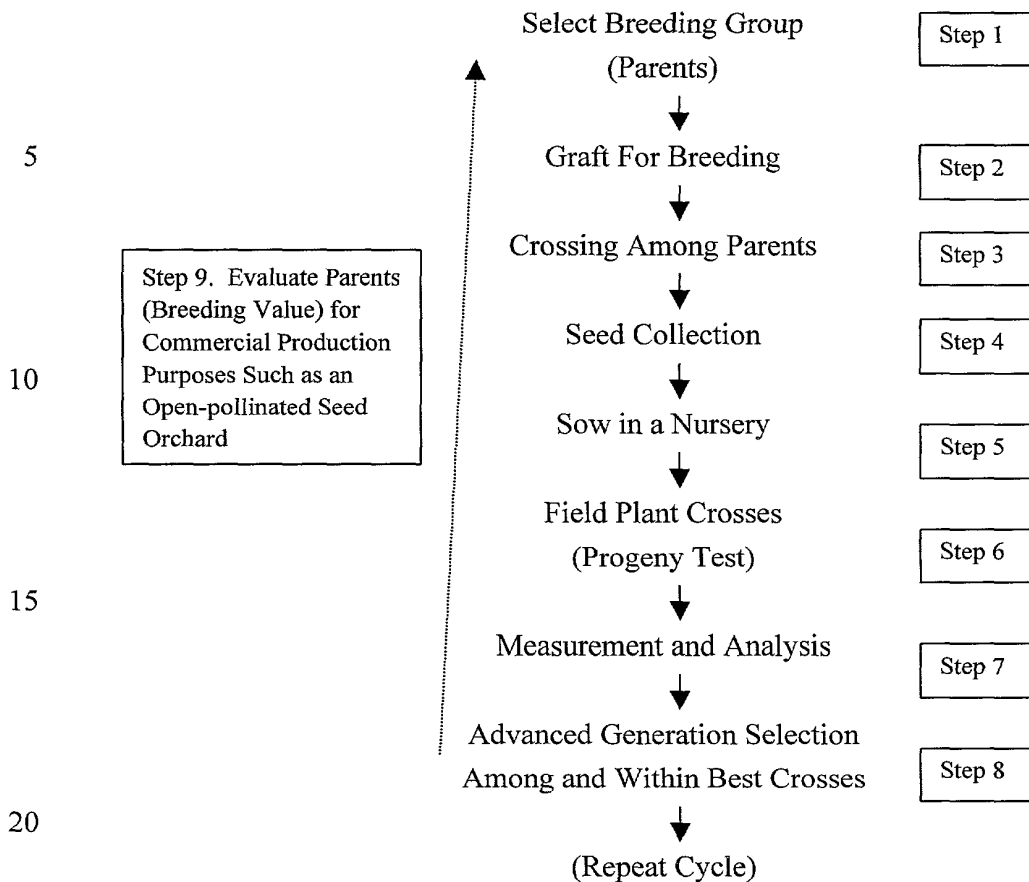 Select Breeding Group
(Parents)
Step 1
5
Graft For Breeding
Step 2
Crossing Among Parents
Step 3
Step 9. Evaluate Parents
(Breeding Value) for
Commercial Production
Purposes Such as an
Open-pollinated Seed
Orchard
Seed Collection
Step 4
10
Sow in a Nursery
Step 5
Field Plant Crosses
(Progeny Test)
Step 6
15
Measurement and Analysis
Step 7
Advanced Generation Selection
Among and Within Best Crosses
Step 8
20
(Repeat Cycle)